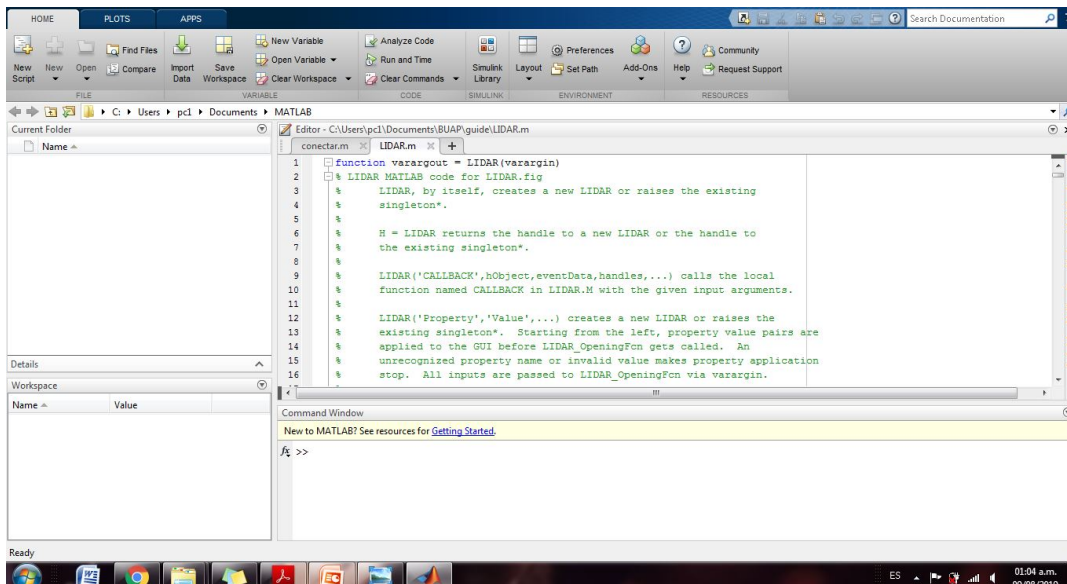 HOME PLOTS APPS
Search Documentation
New Script
New
Open
Find Files
Compare
Import Data
Save Workspace
New Variable
Open Variable
Clear Workspace
Analyze Code
Run and Time
Clear Commands
Simulink Library
Layout
Preferences
Set Path
Add-Ons
Help
Community
Request Support
FILE VARIABLE CODE SIMULINK ENVIRONMENT RESOURCES
C: Users pc1 Documents MATLAB
Current Folder
Name
Details
Workspace
Name Value
Editor - C:\Users\pc1\Documents\BUAP\guide\LIDAR.m
conectar.m LIDAR.m +
1 function varargout = LIDAR(varargin)
2 % LIDAR MATLAB code for LIDAR.fig
3 % LIDAR, by itself, creates a new LIDAR or raises the existing
4 % singleton*.
5 %
6 % H = LIDAR returns the handle to a new LIDAR or the handle to
7 % the existing singleton*.
8 %
9 % LIDAR('CALLBACK',hObject,eventData,handles,...) calls the local
10 % function named CALLBACK in LIDAR.M with the given input arguments.
11 %
12 % LIDAR('Property','Value',...) creates a new LIDAR or raises the
13 % existing singleton*. Starting from the left, property value pairs are
14 % applied to the GUI before LIDAR_OpeningFcn gets called. An
15 % unrecognized property name or invalid value makes property application
16 % stop. All inputs are passed to LIDAR_OpeningFcn via varargin.
Command Window
New to MATLAB? See resources for Getting Started.
fx >>
Ready
ES
01:04 a.m.